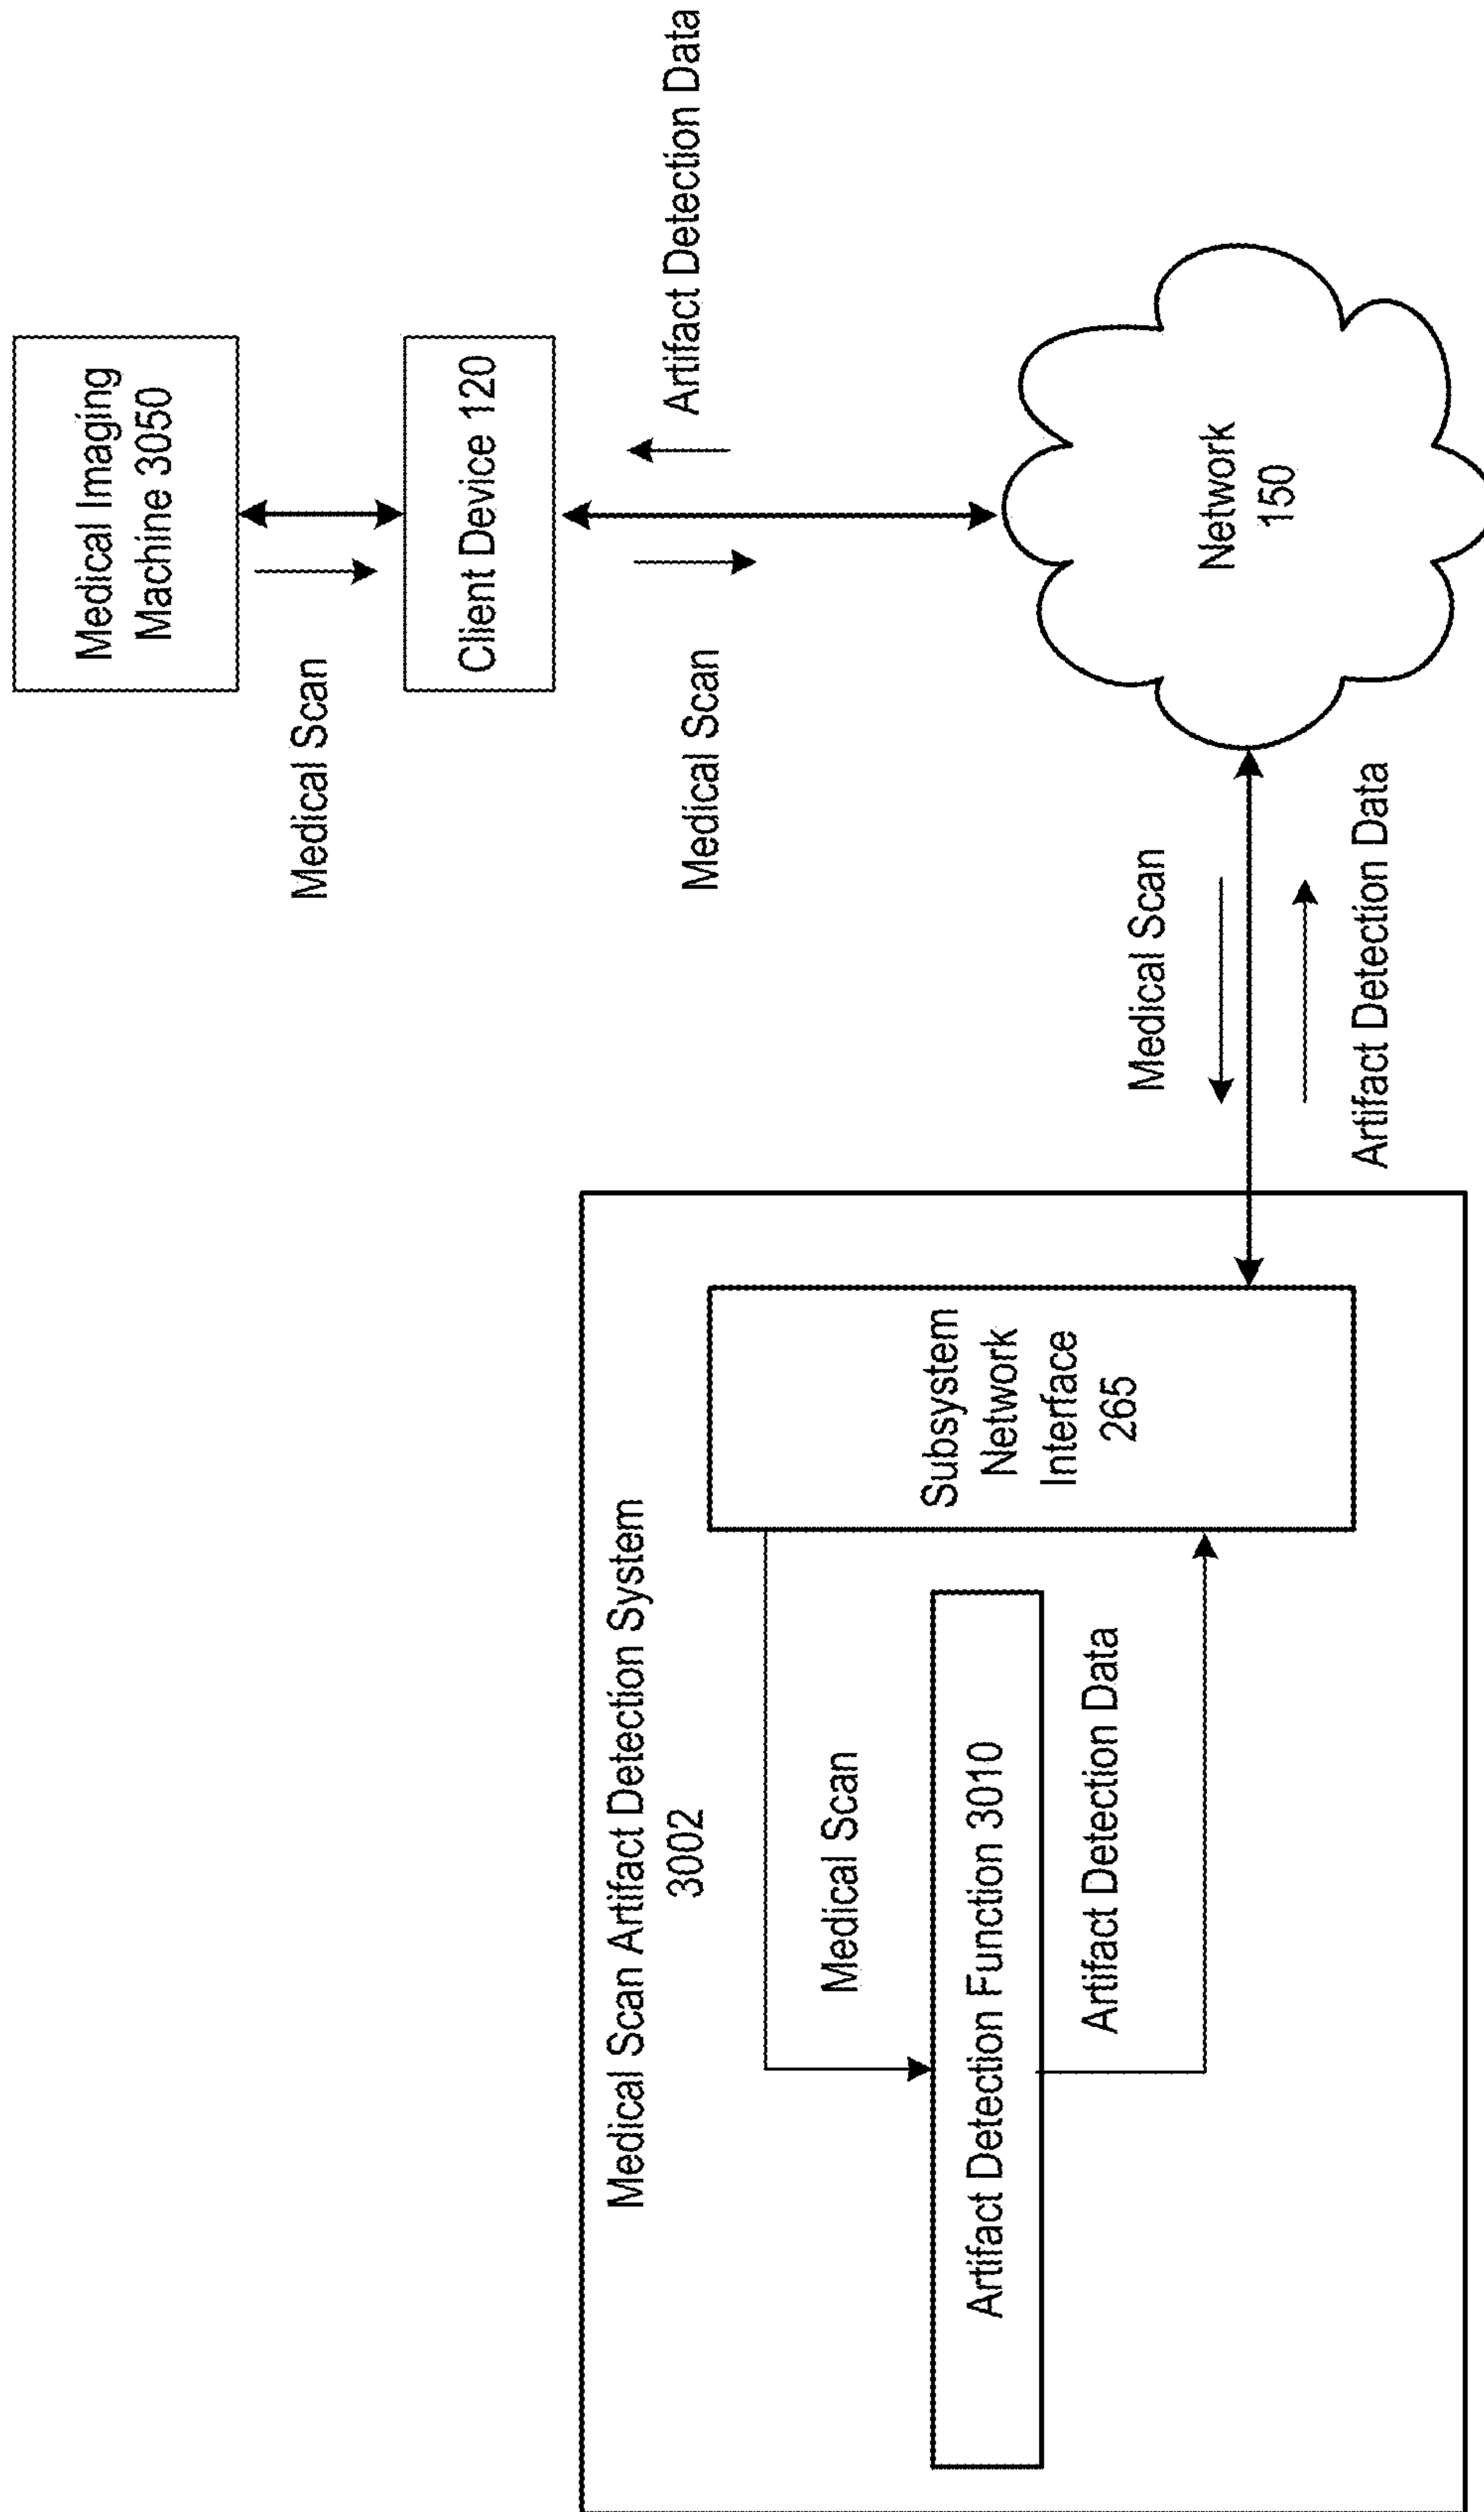 Medical Scan Artifact Detection System
3002
Medical Scan
Artifact Detection Function 3010
Artifact Detection Data
Subsystem
Network
Interface
265
Medical Scan
Artifact Detection Data
Medical Imaging
Machine 3050
Medical Scan
Client Device 120
Medical Scan
Artifact Detection Data
Network
150